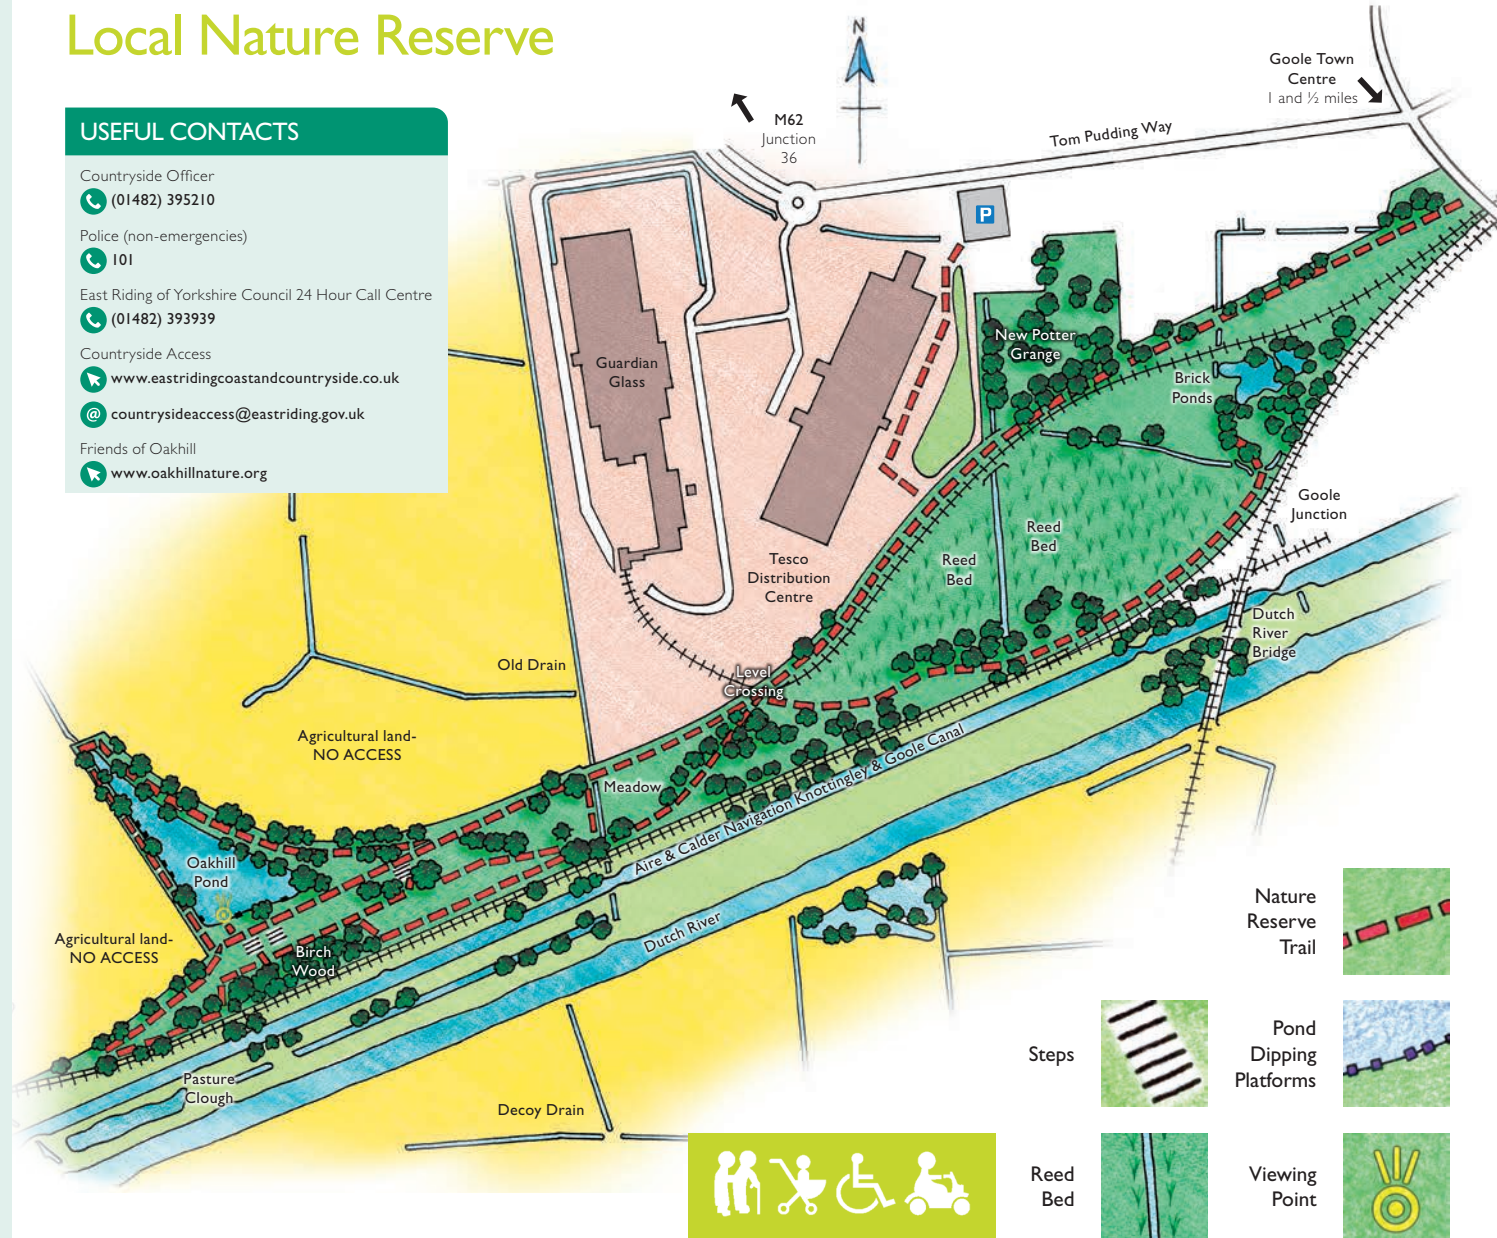 Local Nature Reserve
USEFUL CONTACTS
Countryside Officer
(01482) 395210
Police (non-emergencies)
101
East Riding of Yorkshire Council 24 Hour Call Centre
(01482) 393939
Countryside Access
www.eastridingcoastandcountryside.co.uk
@ countrysideaccess@eastriding.gov.uk
Friends of Oakhill
www.oakhillnature.org
N
M62
Junction
36
Goole Town
Centre
1 and ½ miles
Tom Pudding Way
P
Guardian
Glass
New Potter
Grange
Brick
Ponds
Goole
Junction
Reed
Bed
Reed
Bed
Tesco
Distribution
Centre
Dutch
River
Bridge
Old Drain
Level
Crossing
Agricultural land-
NO ACCESS
Meadow
Aire & Calder Navigation Knottingley & Goole Canal
Oakhill
Pond
Dutch River
Agricultural land-
NO ACCESS
Birch
Wood
Pasture
Clough
Decoy Drain
Nature
Reserve
Trail
Steps
Pond
Dipping
Platforms
Reed
Bed
Viewing
Point